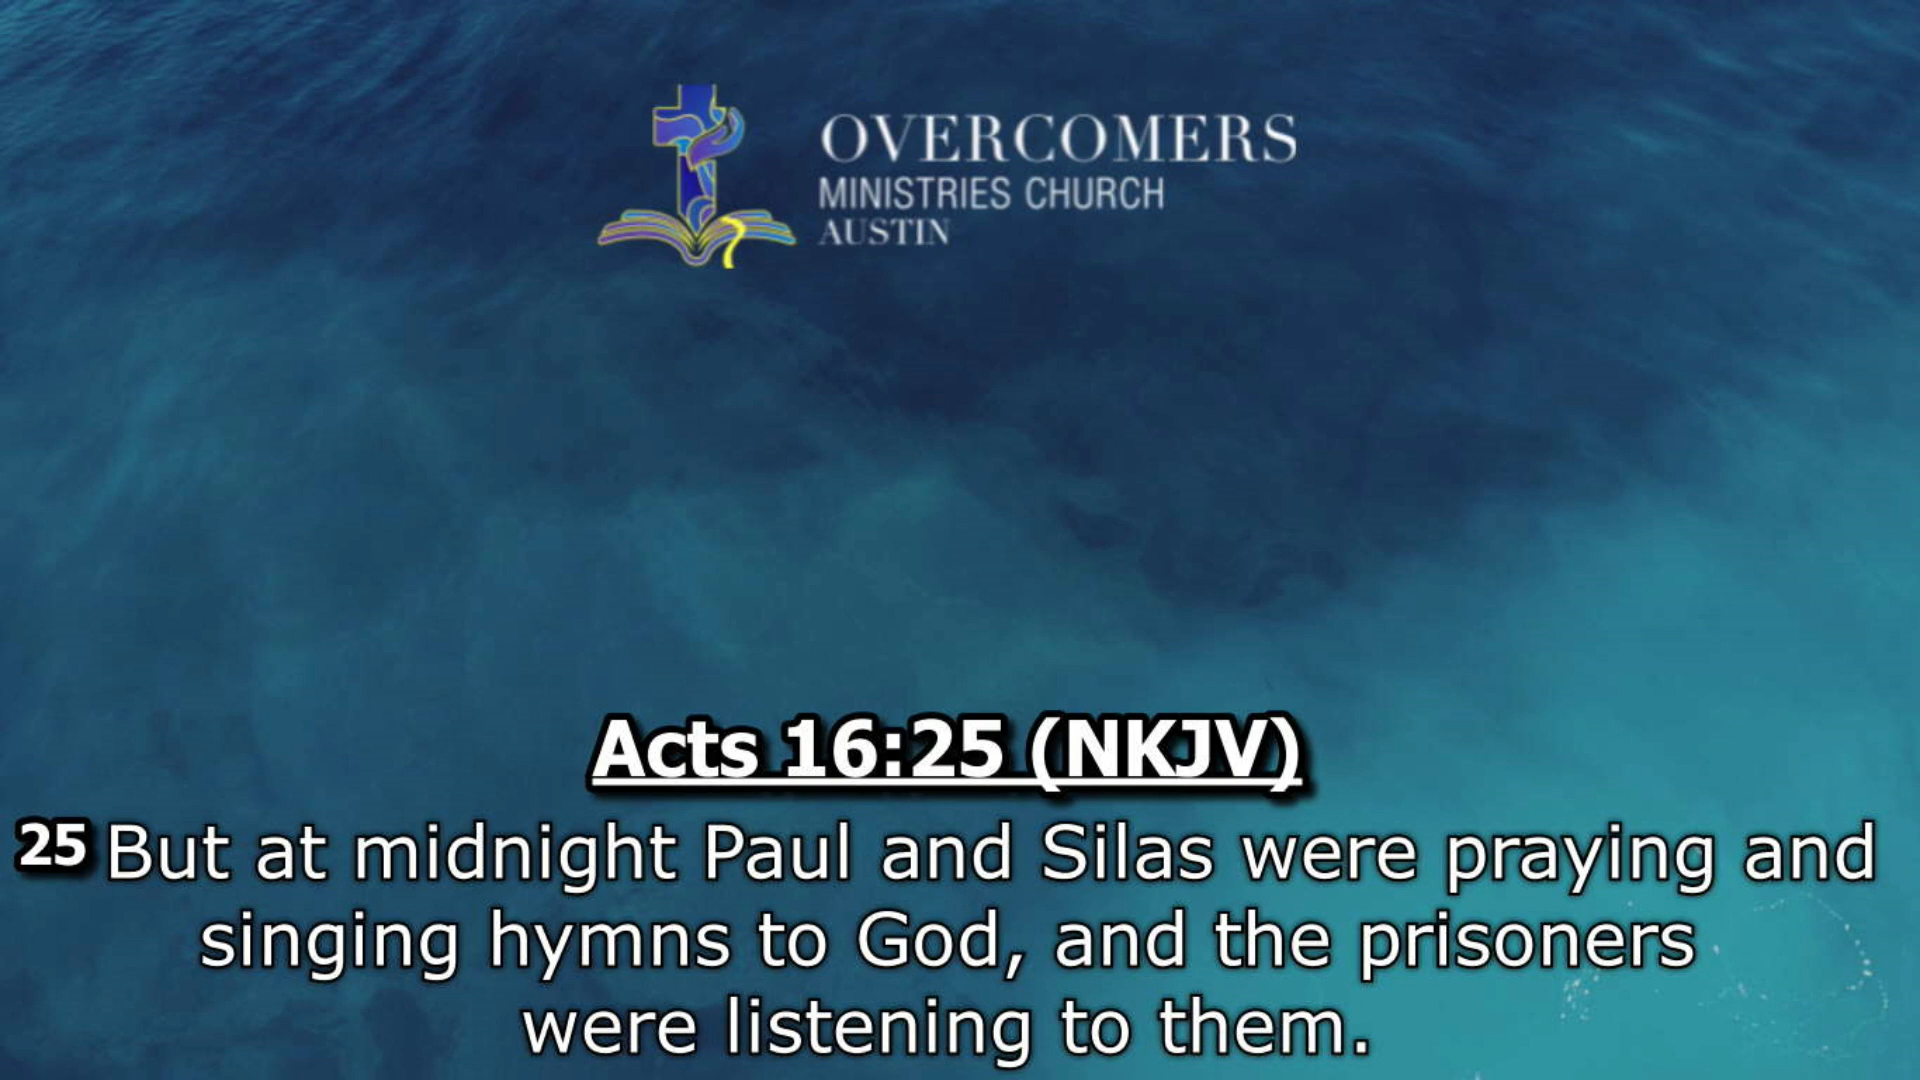 OVERCOMERS
MINISTRIES CHURCH
AUSTIN
Acts 16:25 (NKJV)
25 But at midnight Paul and Silas were praying and
singing hymns to God, and the prisoners
were listening to them.